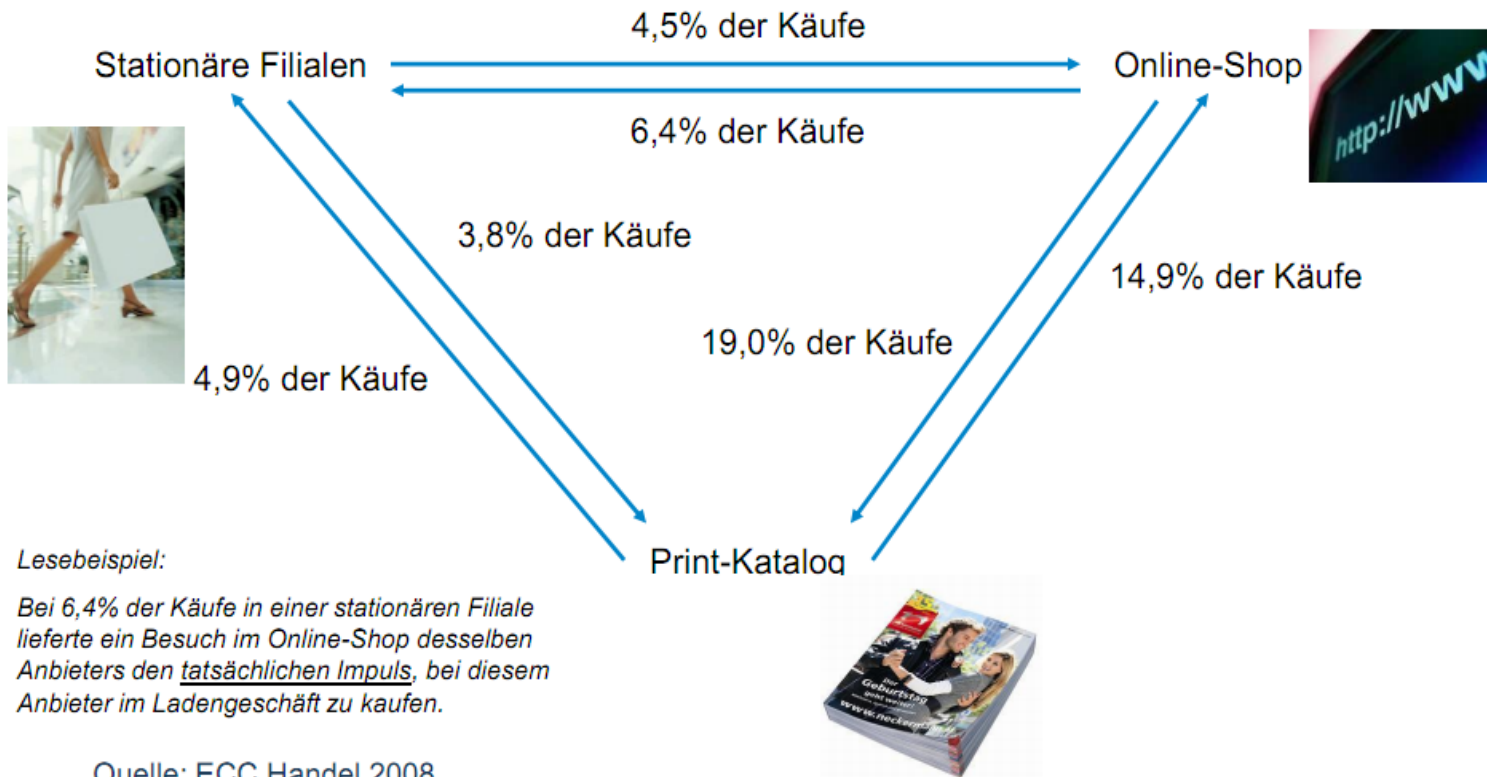 4,5% der Käufe
Stationäre Filialen
Online-Shop
http://www
6,4% der Käufe
3,8% der Käufe
14,9% der Käufe
19,0% der Käufe
4,9% der Käufe
Print-Katalog
Lesebeispiel:
Bei 6,4% der Käufe in einer stationären Filiale
lieferte ein Besuch im Online-Shop desselben
Anbieters den tatsächlichen Impuls, bei diesem
Anbieter im Ladengeschäft zu kaufen.
Der
Geburtstag
geht weiter!
www.neckerm
Quelle: ECC Handel 2008